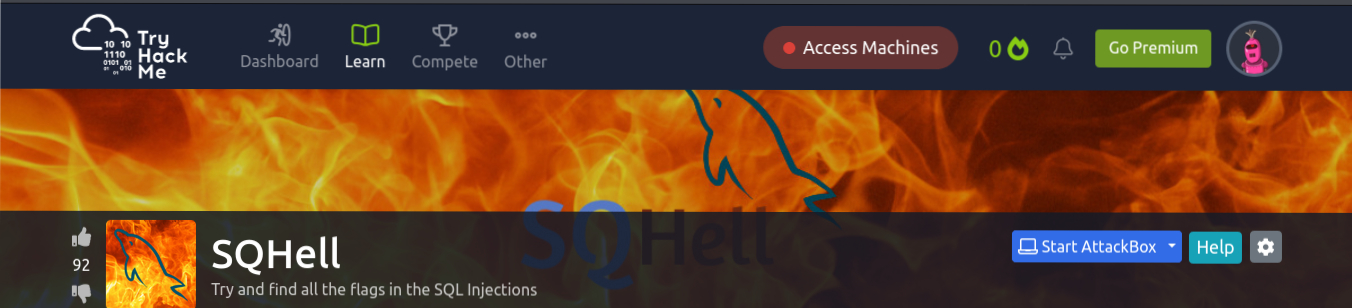 Try Hack Me
Dashboard
Learn
Compete
Other
Access Machines
0
Go Premium
SQHell
92
SQHell
Try and find all the flags in the SQL Injections
Start AttackBox
Help